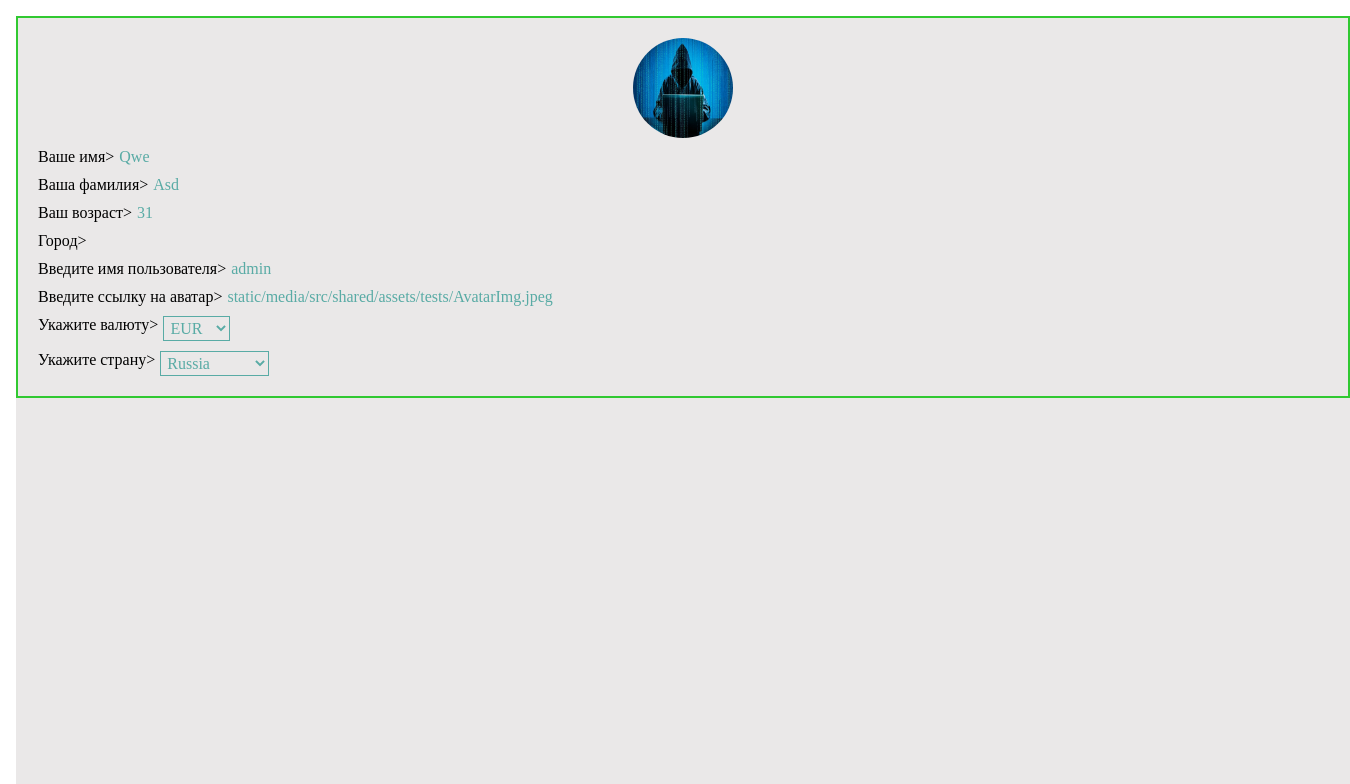 Ваше имя> Qwe
Ваша фамилия> Asd
Ваш возраст> 31
Город>
Введите имя пользователя> admin
Введите ссылку на аватар> static/media/src/shared/assets/tests/AvatarImg.jpeg
Укажите валюту> EUR
Укажите страну> Russia